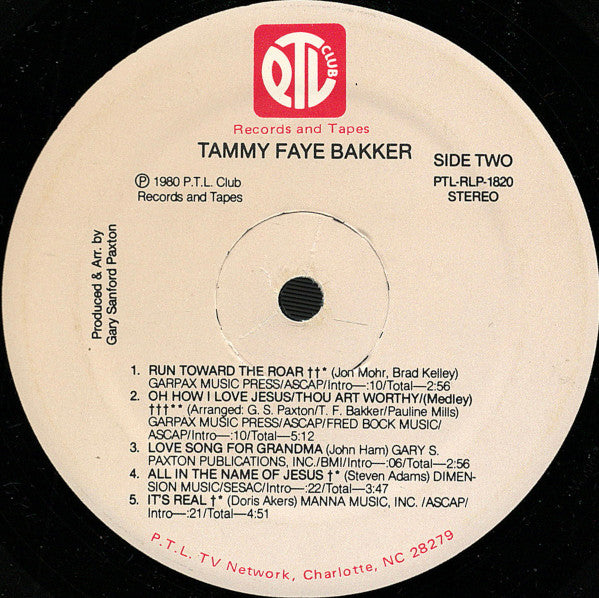 PTL CLUB
Records and Tapes
TAMMY FAYE BAKKER
SIDE TWO
PTL-RLP-1820
STEREO
Ⓟ 1980 P.T.L. Club
Records and Tapes
Produced & Arr. by
Gary Sanford Paxton
1. RUN TOWARD THE ROAR ††* (Jon Mohr, Brad Kelley)
GARPAX MUSIC PRESS/ASCAP/Intro—:10/Total—2:56
2. OH HOW I LOVE JESUS/THOU ART WORTHY/(Medley)
†††** (Arranged: G. S. Paxton/T. F. Bakker/Pauline Mills)
GARPAX MUSIC PRESS/ASCAP/FRED BOCK MUSIC/
ASCAP/Intro—:10/Total—5:12
3. LOVE SONG FOR GRANDMA (John Ham) GARY S.
PAXTON PUBLICATIONS, INC./BMI/Intro—:06/Total—2:56
4. ALL IN THE NAME OF JESUS †* (Steven Adams) DIMEN-
SION MUSIC/SESAC/Intro—:22/Total—3:47
5. IT'S REAL †* (Doris Akers) MANNA MUSIC, INC. /ASCAP/
Intro—:21/Total—4:51
P.T.L. TV Network, Charlotte, NC 28279